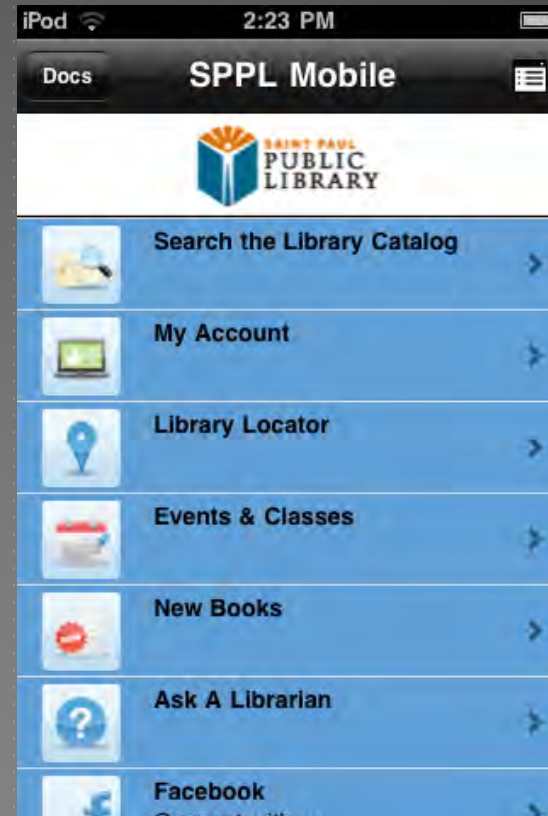 iPod 2:23 PM
Docs SPPL Mobile
SAINT PAUL
PUBLIC
LIBRARY
Search the Library Catalog
My Account
Library Locator
Events & Classes
New Books
Ask A Librarian
Facebook